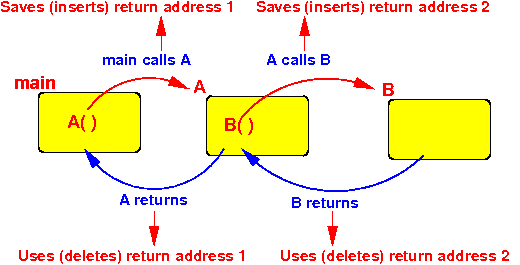 Saves (inserts) return address 1
Saves (inserts) return address 2
main calls A
A calls B
main
A
B
A( )
B( )
A returns
B returns
Uses (deletes) return address 1
Uses (deletes) return address 2